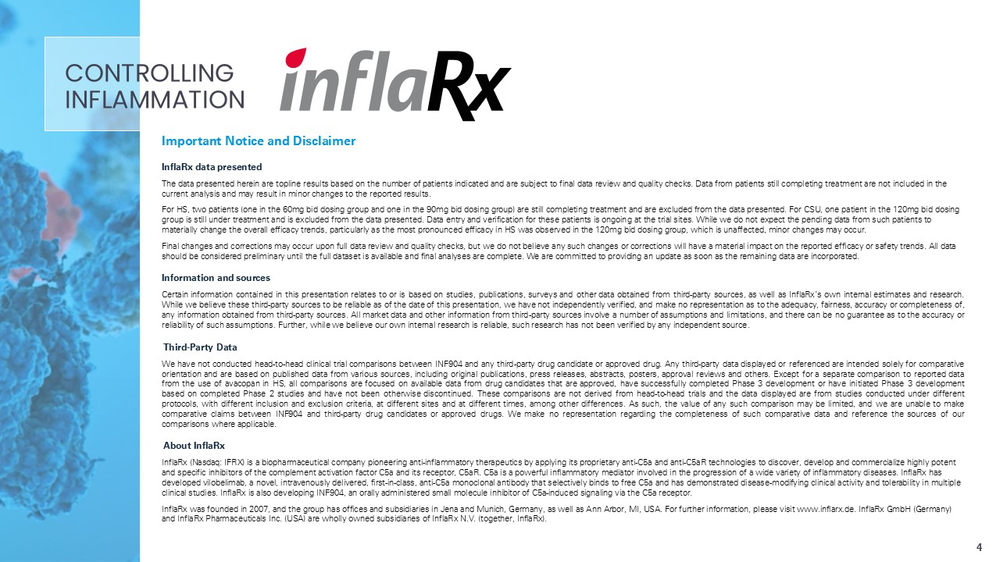 CONTROLLING
INFLAMMATION
inflaRx
Important Notice and Disclaimer
InflaRx data presented
The data presented herein are topline results based on the number of patients indicated and are subject to final data review and quality checks. Data from patients still completing treatment are not included in the
current analysis and may result in minor changes to the reported results.
For HS, two patients (one in the 60mg bid dosing group and one in the 90mg bid dosing group) are still completing treatment and are excluded from the data presented. For CSU, one patient in the 120mg bid dosing
group is still under treatment and is excluded from the data presented. Data entry and verification for these patients is ongoing at the trial sites. While we do not expect the pending data from such patients to
materially change the overall efficacy trends, particularly as the most pronounced efficacy in HS was observed in the 120mg bid dosing group, which is unaffected, minor changes may occur.
Final changes and corrections may occur upon full data review and quality checks, but we do not believe any such changes or corrections will have a material impact on the reported efficacy or safety trends. All data
should be considered preliminary until the full dataset is available and final analyses are complete. We are committed to providing an update as soon as the remaining data are incorporated.
Information and sources
Certain information contained in this presentation relates to or is based on studies, publications, surveys and other data obtained from third-party sources, as well as InflaRx's own internal estimates and research.
While we believe these third-party sources to be reliable as of the date of this presentation, we have not independently verified, and make no representation as to the adequacy, fairness, accuracy or completeness of,
any information obtained from third-party sources. All market data and other information from third-party sources involve a number of assumptions and limitations, and there can be no guarantee as to the accuracy or
reliability of such assumptions. Further, while we believe our own internal research is reliable, such research has not been verified by any independent source.
Third-Party Data
We have not conducted head-to-head clinical trial comparisons between INF904 and any third-party drug candidate or approved drug. Any third-party data displayed or referenced are intended solely for comparative
orientation and are based on published data from various sources, including original publications, press releases, abstracts, posters, approval reviews and others. Except for a separate comparison to reported data
from the use of avacopan in HS, all comparisons are focused on available data from drug candidates that are approved, have successfully completed Phase 3 development or have initiated Phase 3 development
based on completed Phase 2 studies and have not been otherwise discontinued. These comparisons are not derived from head-to-head trials and the data displayed are from studies conducted under different
protocols, with different inclusion and exclusion criteria, at different sites and at different times, among other differences. As such, the value of any such comparison may be limited, and we are unable to make
comparative claims between INF904 and third-party drug candidates or approved drugs. We make no representation regarding the completeness of such comparative data and reference the sources of our
comparisons where applicable.
About InflaRx
InflaRx (Nasdaq: IFRX) is a biopharmaceutical company pioneering anti-inflammatory therapeutics by applying its proprietary anti-C5a and anti-C5aR technologies to discover, develop and commercialize highly potent
and specific inhibitors of the complement activation factor C5a and its receptor, C5aR. C5a is a powerful inflammatory mediator involved in the progression of a wide variety of inflammatory diseases. InflaRx has
developed vilobelimab, a novel, intravenously delivered, first-in-class, anti-C5a monoclonal antibody that selectively binds to free C5a and has demonstrated disease-modifying clinical activity and tolerability in multiple
clinical studies. InflaRx is also developing INF904, an orally administered small molecule inhibitor of C5a-induced signaling via the C5a receptor.
InflaRx was founded in 2007, and the group has offices and subsidiaries in Jena and Munich, Germany, as well as Ann Arbor, MI, USA. For further information, please visit www.inflarx.de. InflaRx GmbH (Germany)
and InflaRx Pharmaceuticals Inc. (USA) are wholly owned subsidiaries of InflaRx N.V. (together, InflaRx).
4